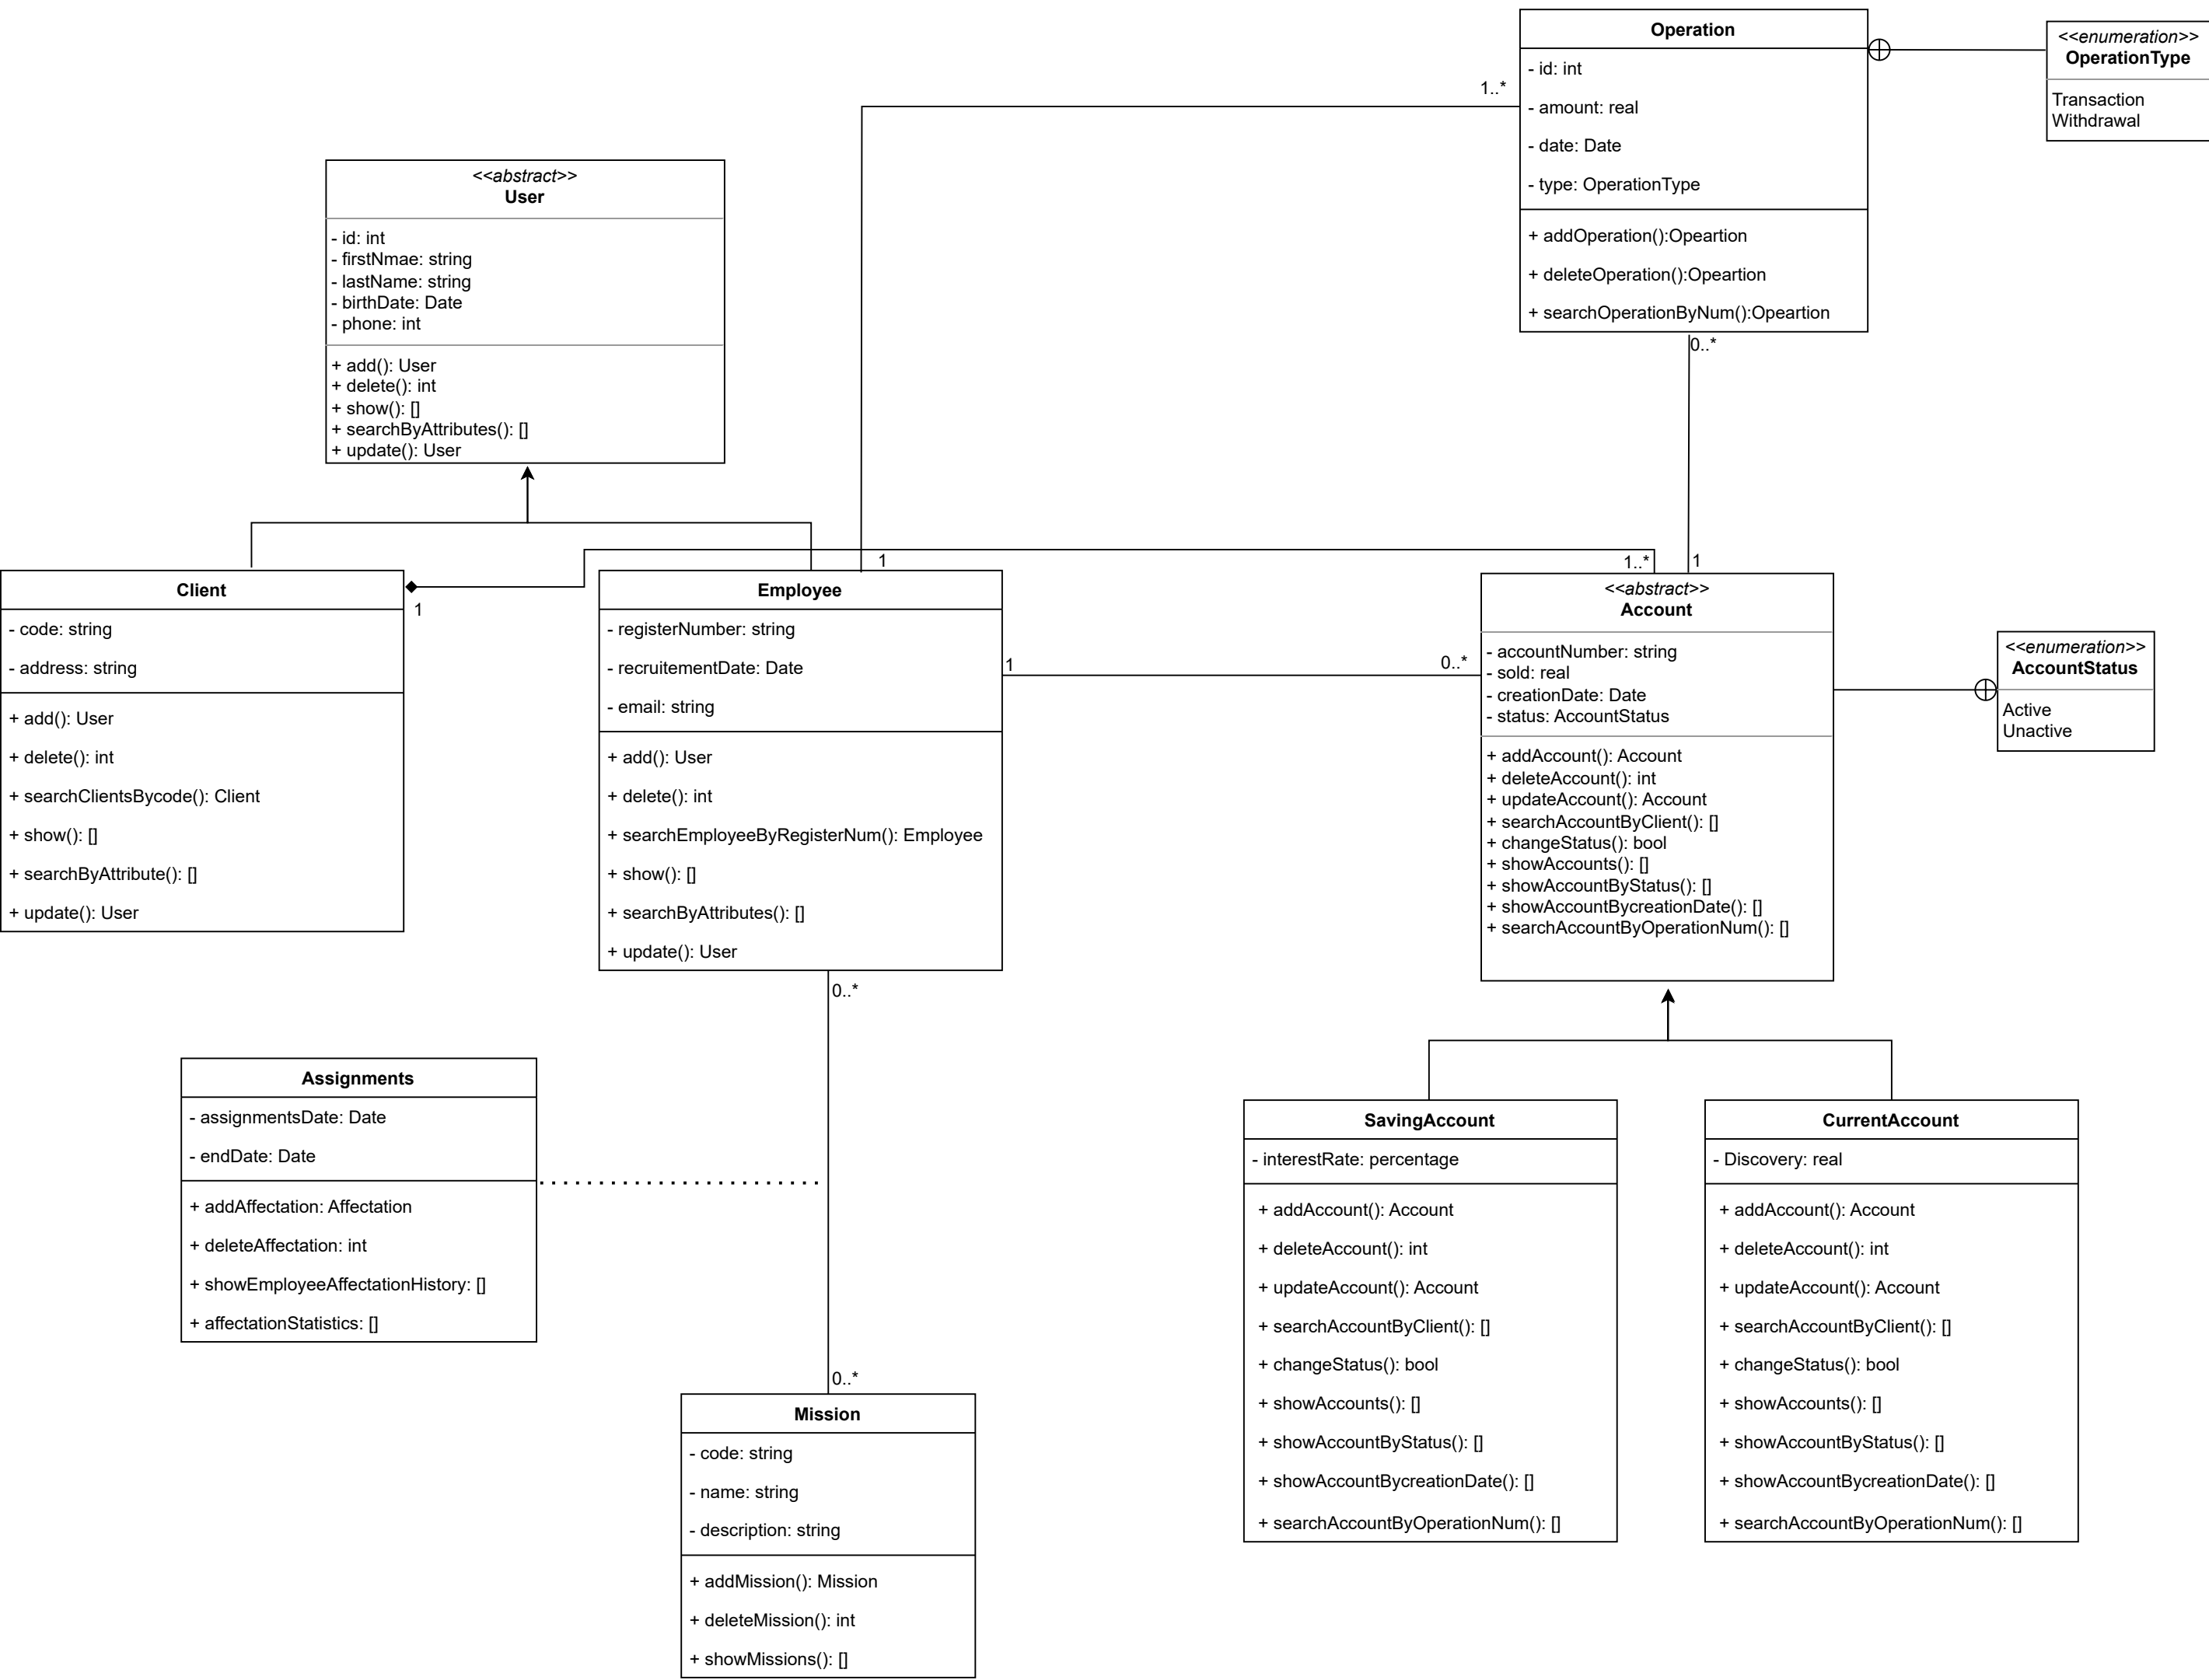 Operation
- id: int
- amount: real
- date: Date
- type: OperationType
+ addOperation():Opeartion
+ deleteOperation():Opeartion
+ searchOperationByNum():Opeartion
<<enumeration>>
OperationType
Transaction
Withdrawal
1..*
0..*
<<abstract>>
User
- id: int
- firstNmae: string
- lastName: string
- birthDate: Date
- phone: int
+ add(): User
+ delete(): int
+ show(): []
+ searchByAttributes(): []
+ update(): User
Client
- code: string
- address: string
+ add(): User
+ delete(): int
+ searchClientsBycode(): Client
+ show(): []
+ searchByAttribute(): []
+ update(): User
1
1
Employee
- registerNumber: string
- recruitementDate: Date
- email: string
+ add(): User
+ delete(): int
+ searchEmployeeByRegisterNum(): Employee
+ show(): []
+ searchByAttributes(): []
+ update(): User
1
0..*
1..*
1
<<abstract>>
Account
- accountNumber: string
- sold: real
- creationDate: Date
- status: AccountStatus
+ addAccount(): Account
+ deleteAccount(): int
+ updateAccount(): Account
+ searchAccountByClient(): []
+ changeStatus(): bool
+ showAccounts(): []
+ showAccountByStatus(): []
+ showAccountBycreationDate(): []
+ searchAccountByOperationNum(): []
<<enumeration>>
AccountStatus
Active
Unactive
0..*
Assignments
- assignmentsDate: Date
- endDate: Date
+ addAffectation: Affectation
+ deleteAffectation: int
+ showEmployeeAffectationHistory: []
+ affectationStatistics: []
0..*
Mission
- code: string
- name: string
- description: string
+ addMission(): Mission
+ deleteMission(): int
+ showMissions(): []
SavingAccount
- interestRate: percentage
+ addAccount(): Account
+ deleteAccount(): int
+ updateAccount(): Account
+ searchAccountByClient(): []
+ changeStatus(): bool
+ showAccounts(): []
+ showAccountByStatus(): []
+ showAccountBycreationDate(): []
+ searchAccountByOperationNum(): []
CurrentAccount
- Discovery: real
+ addAccount(): Account
+ deleteAccount(): int
+ updateAccount(): Account
+ searchAccountByClient(): []
+ changeStatus(): bool
+ showAccounts(): []
+ showAccountByStatus(): []
+ showAccountBycreationDate(): []
+ searchAccountByOperationNum(): []